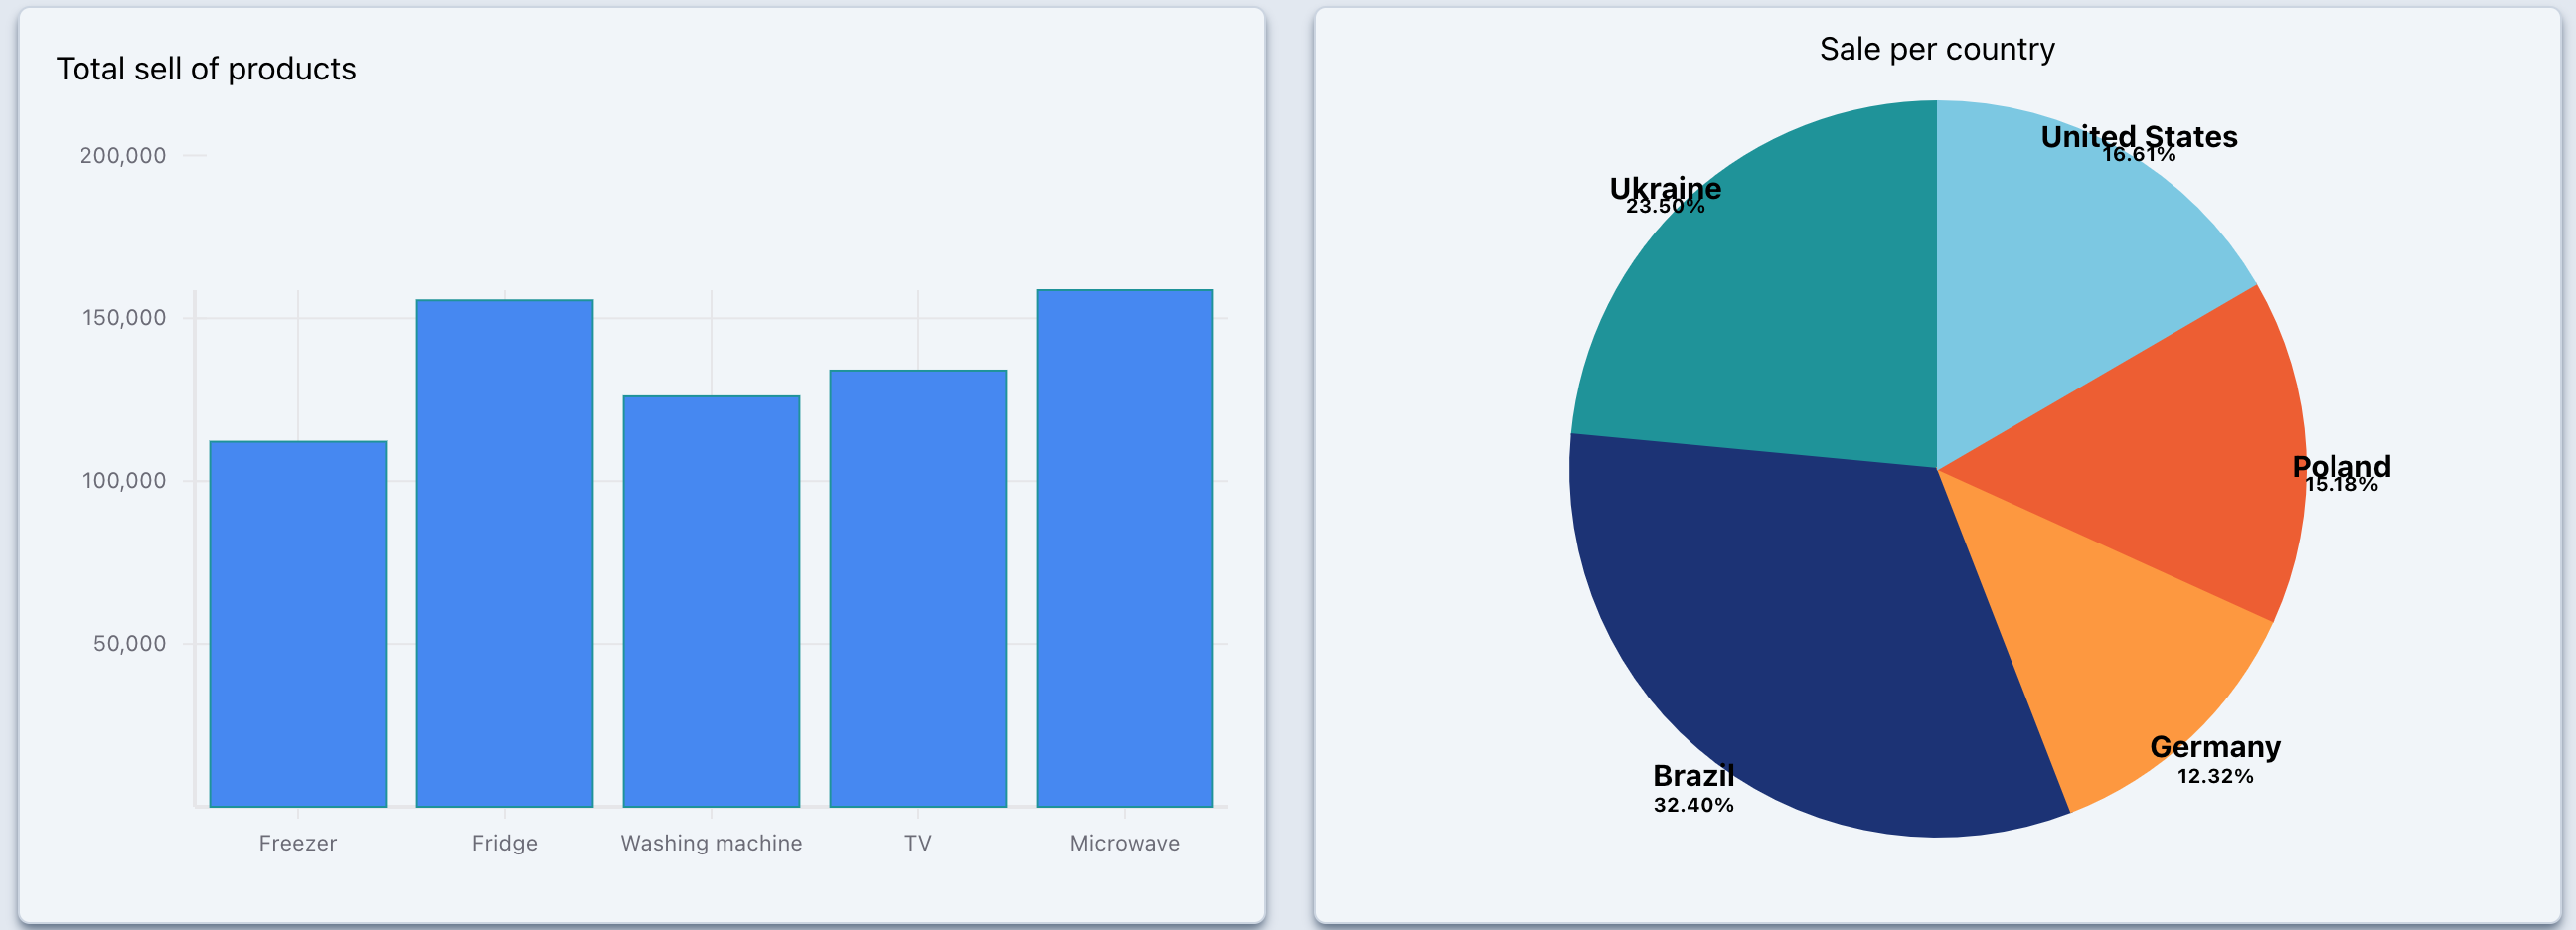 Total sell of products
200,000
150,000
100,000
50,000
Freezer
Fridge
Washing machine
TV
Microwave
Sale per country
United States
16.61%
Ukraine
23.50%
Poland
15.18%
Germany
12.32%
Brazil
32.40%